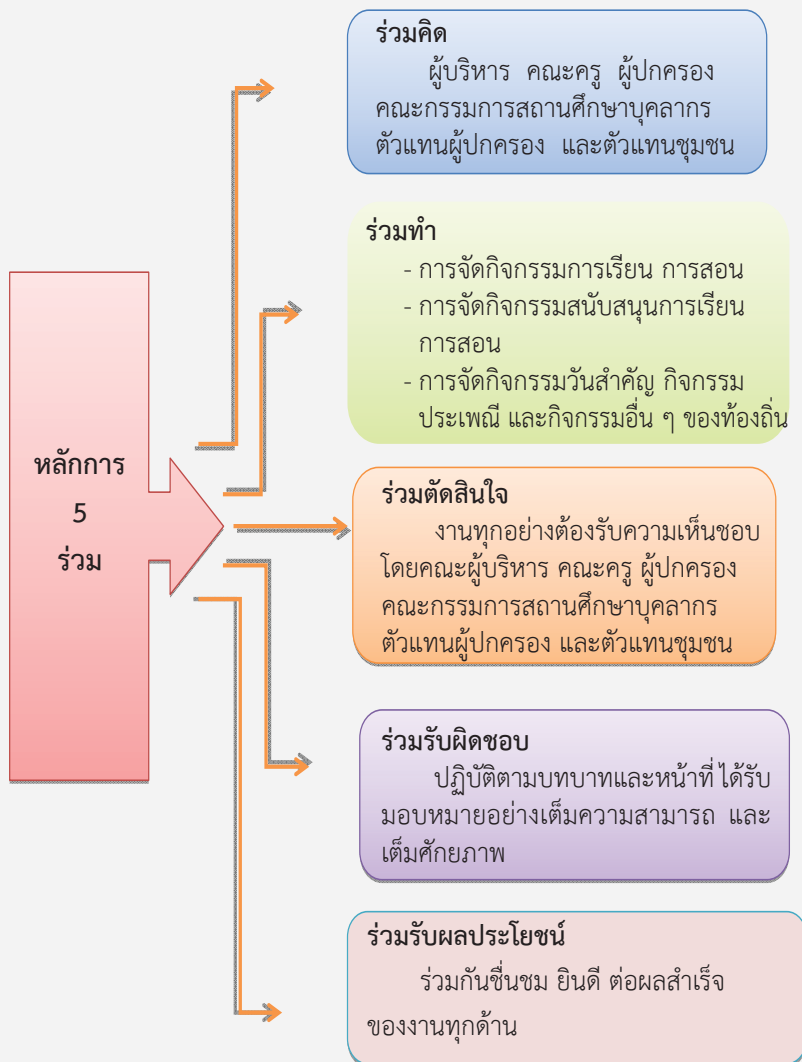 ร่วมคิด
ผู้บริหาร คณะครู ผู้ปกครอง
คณะกรรมการสถานศึกษาบุคลากร
ตัวแทนผู้ปกครอง และตัวแทนชุมชน
ร่วมทำ
- การจัดกิจกรรมการเรียน การสอน
- การจัดกิจกรรมสนับสนุนการเรียน
การสอน
- การจัดกิจกรรมวันสำคัญ กิจกรรม
ประเพณี และกิจกรรมอื่น ๆ ของท้องถิ่น
หลักการ
5
ร่วม
ร่วมตัดสินใจ
งานทุกอย่างต้องรับความเห็นชอบ
โดยคณะผู้บริหาร คณะครู ผู้ปกครอง
คณะกรรมการสถานศึกษาบุคลากร
ตัวแทนผู้ปกครอง และตัวแทนชุมชน
ร่วมรับผิดชอบ
ปฏิบัติตามบทบาทและหน้าที่ ได้รับ
มอบหมายอย่างเต็มความสามารถ และ
เต็มศักยภาพ
ร่วมรับผลประโยชน์
ร่วมกันชื่นชม ยินดี ต่อผลสำเร็จ
ของงานทุกด้าน